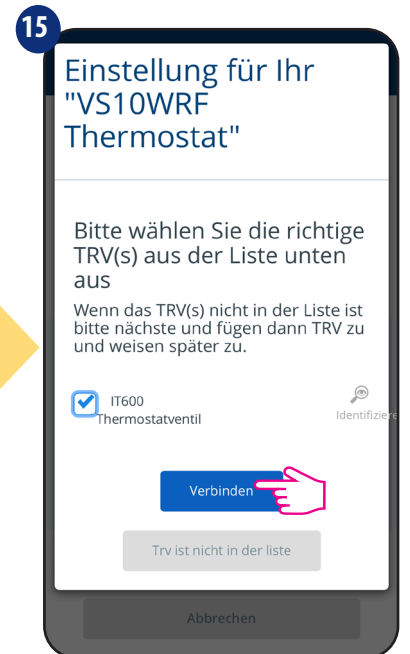 15
Einstellung für Ihr
"VS10WRF
Thermostat"
Bitte wählen Sie die richtige
TRV(s) aus der Liste unten
aus
Wenn das TRV(s) nicht in der Liste ist
bitte nächste und fügen dann TRV zu
und weisen später zu.
IT600
Thermostatventil
Identifiziere
Verbinden
Trv ist nicht in der liste
Abbrechen